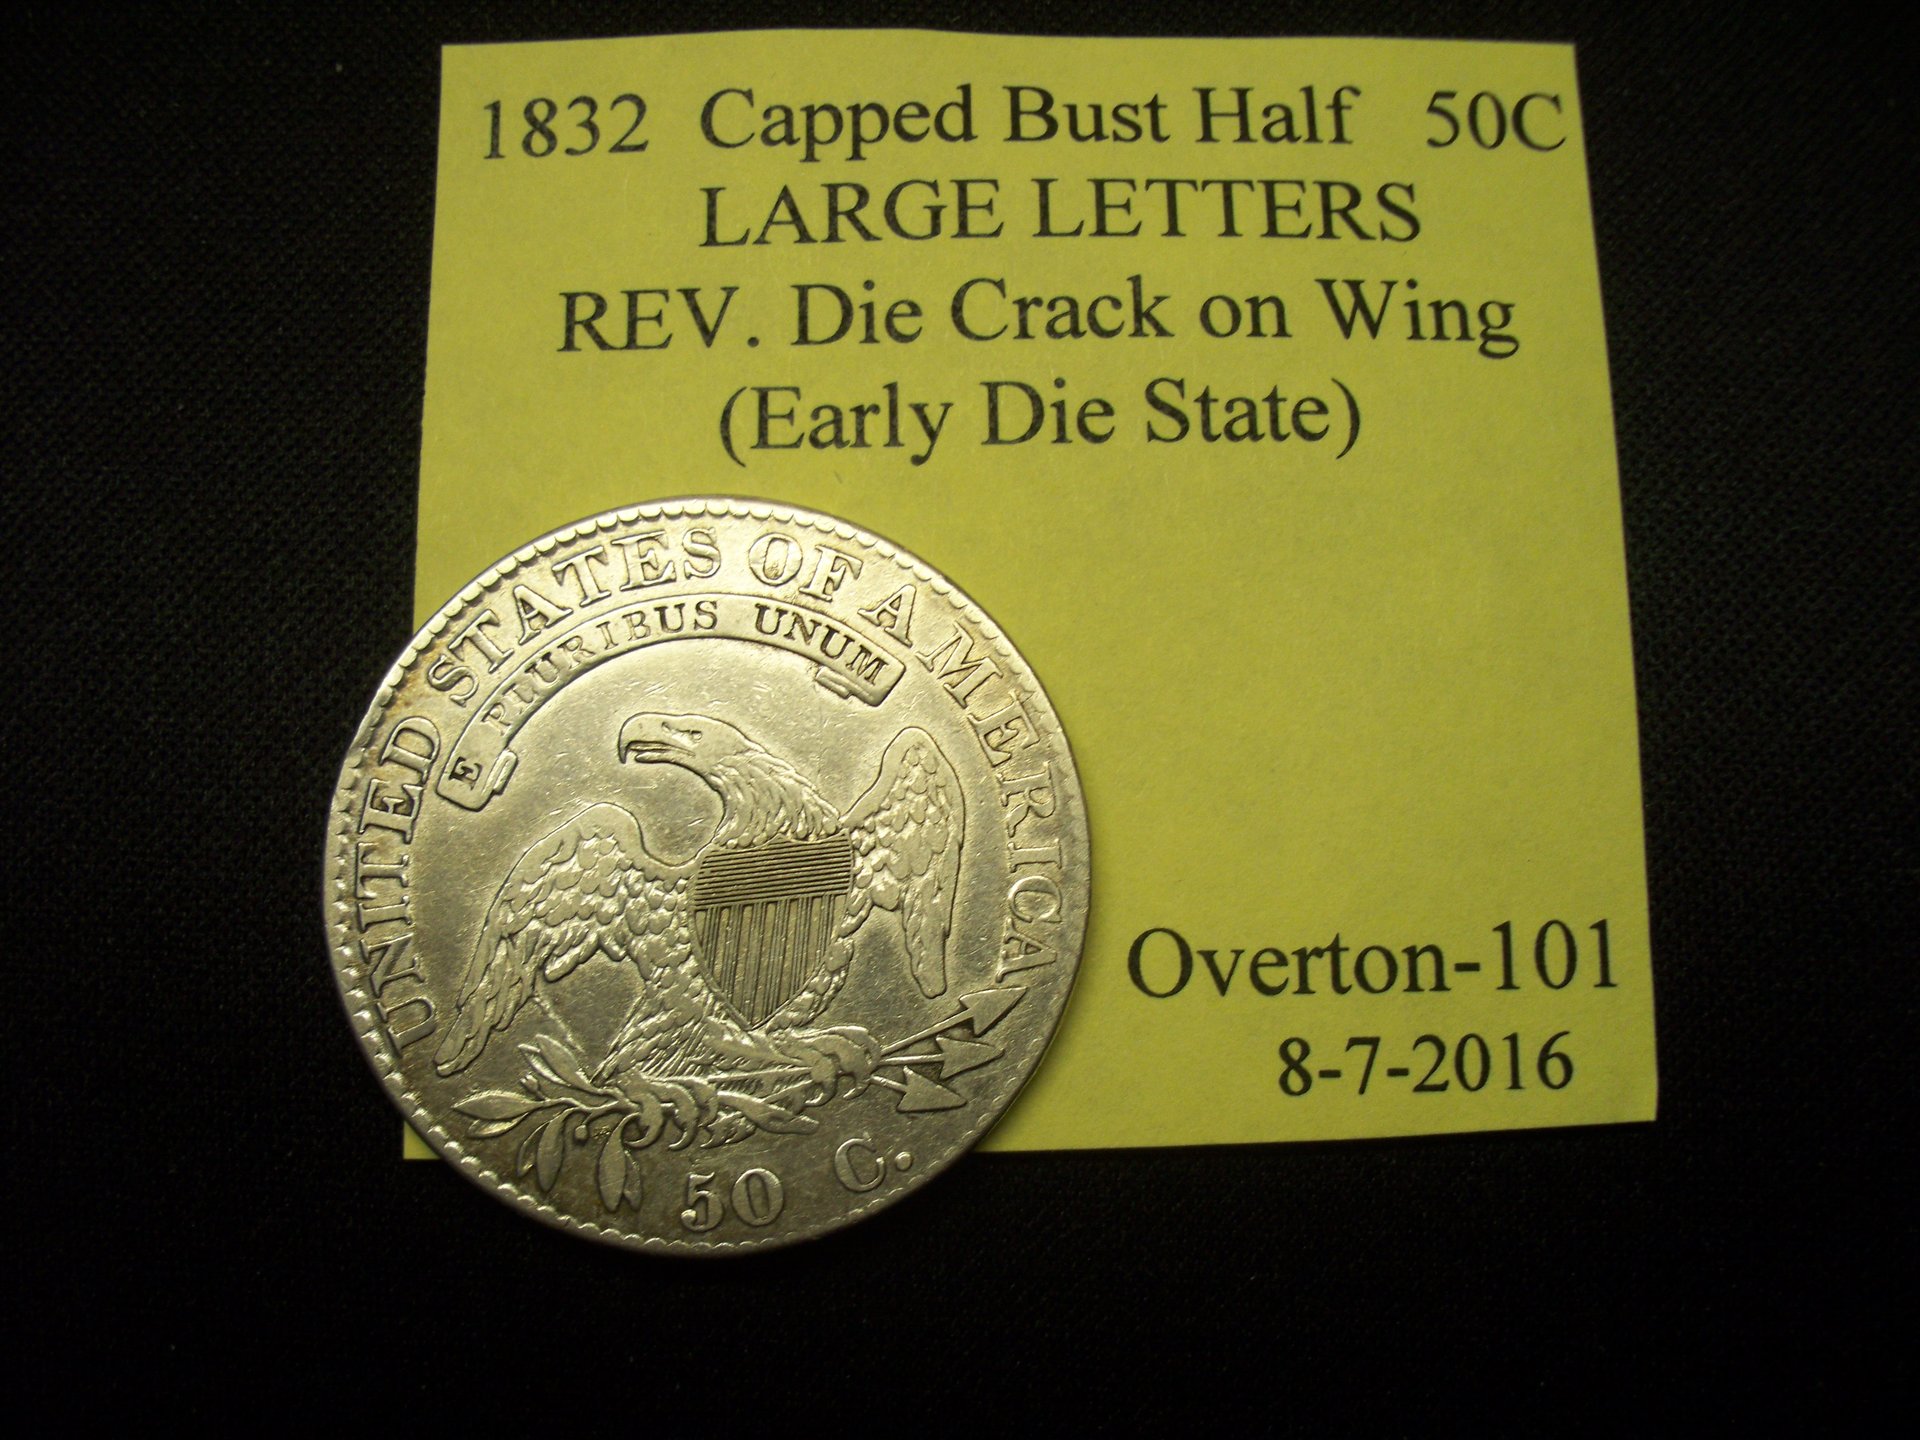 1832 Capped Bust Half 50C
LARGE LETTERS
REV. Die Crack on Wing
(Early Die State)
UNITED STATES OF AMERICA
E PLURIBUS UNUM
50 C.
Overton-101
8-7-2016